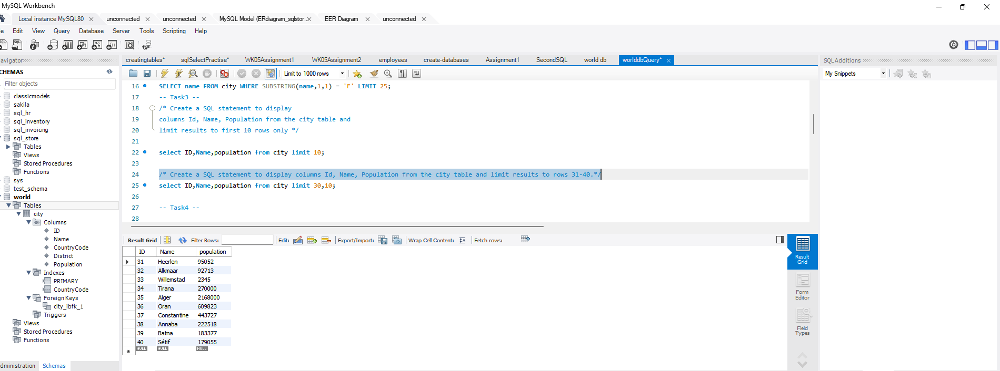 MySQL Workbench
Local instance MySQL80 unconnected unconnected MySQL Model (ERdiagram_sqlstor... EER Diagram unconnected
e Edit View Query Database Server Tools Scripting Help
avigator
CHEMAS
Filter objects
classicmodels
sakila
sql_hr
sql_inventory
sql_invoicing
sql_store
Tables
Views
Stored Procedures
Functions
sys
test_schema
world
Tables
city
Columns
ID
Name
CountryCode
District
Population
Indexes
PRIMARY
CountryCode
Foreign Keys
city_ibfk_1
Triggers
Views
Stored Procedures
Functions
dministration Schemas
creatingtables* sqlSelectPractise* WK05Assignment1 WK05Assignment2 employees create-databases Assignment1 SecondSQL world db worlddbQuery*
Limit to 1000 rows
16 SELECT name FROM city WHERE SUBSTRING(name,1,1) = 'F' LIMIT 25;
17 -- Task3 --
18 /* Create a SQL statement to display
19 columns Id, Name, Population from the city table and
20 limit results to first 10 rows only */
21
22 select ID,Name,population from city limit 10;
23
24 /* Create a SQL statement to display columns Id, Name, Population from the city table and limit results to rows 31-40.*/
25 select ID,Name,population from city limit 30,10;
26
27 -- Task4 --
28
Result Grid Filter Rows: Edit: Export/Import: Wrap Cell Content: Fetch rows:
ID Name population
31 Heerlen 95052
32 Alkmaar 92713
33 Willemstad 2345
34 Tirana 270000
35 Alger 2168000
36 Oran 609823
37 Constantine 443727
38 Annaba 222518
39 Batna 183377
40 Sétif 179055
NULL NULL NULL
Result
Grid
Form
Editor
Field
Types
SQLAdditions
My Snippets